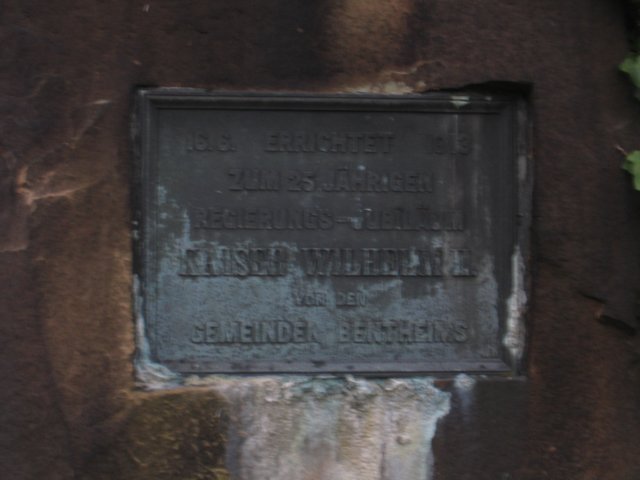 16.6. ERRICHTET 1913
ZUM 25 JÄHRIGEN
REGIERUNGS-JUBILÄUM
KAISER WILHELM II.
VON DEN
GEMEINDEN BENTHEIMS